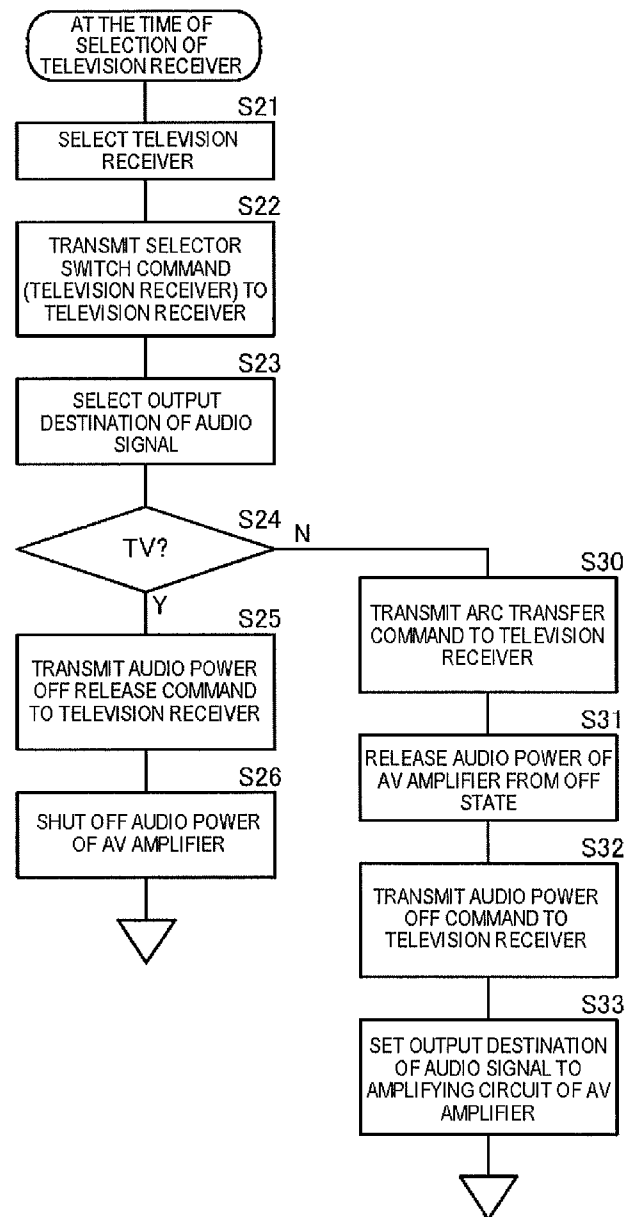 AT THE TIME OF
SELECTION OF
TELEVISION RECEIVER
S21
SELECT TELEVISION
RECEIVER
S22
TRANSMIT SELECTOR
SWITCH COMMAND
(TELEVISION RECEIVER) TO
TELEVISION RECEIVER
S23
SELECT OUTPUT
DESTINATION OF AUDIO
SIGNAL
S24
TV?
N
Y
S25
TRANSMIT AUDIO POWER
OFF RELEASE COMMAND
TO TELEVISION RECEIVER
S26
SHUT OFF AUDIO POWER
OF AV AMPLIFIER
S30
TRANSMIT ARC TRANSFER
COMMAND TO TELEVISION
RECEIVER
S31
RELEASE AUDIO POWER OF
AV AMPLIFIER FROM OFF
STATE
S32
TRANSMIT AUDIO POWER
OFF COMMAND TO
TELEVISION RECEIVER
S33
SET OUTPUT DESTINATION
OF AUDIO SIGNAL TO
AMPLIFYING CIRCUIT OF AV
AMPLIFIER